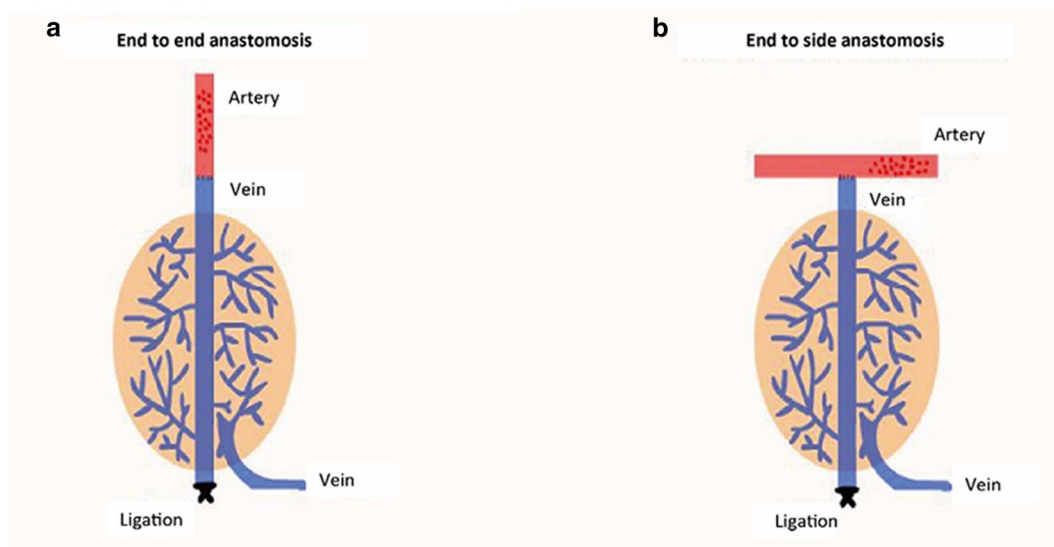 a
End to end anastomosis
Artery
Vein
Vein
Ligation
b
End to side anastomosis
Artery
Vein
Vein
Ligation